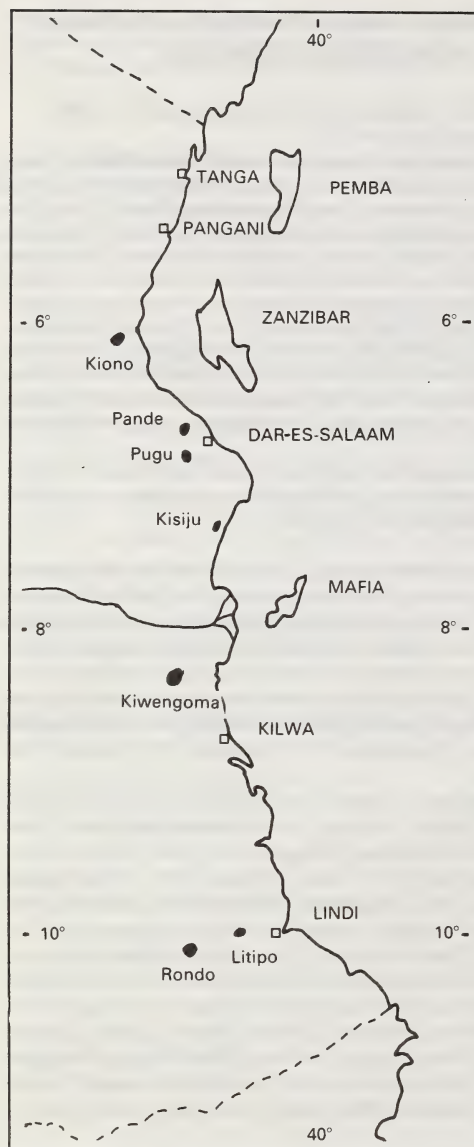 40°
TANGA
PEMBA
PANGANI
6°
ZANZIBAR
6°
Kiono
Pande
DAR-ES-SALAAM
Pugu
Kisiju
MAFIA
8°
8°
Kiwengoma
KILWA
LINDI
10°
10°
Litipo
Rondo
40°